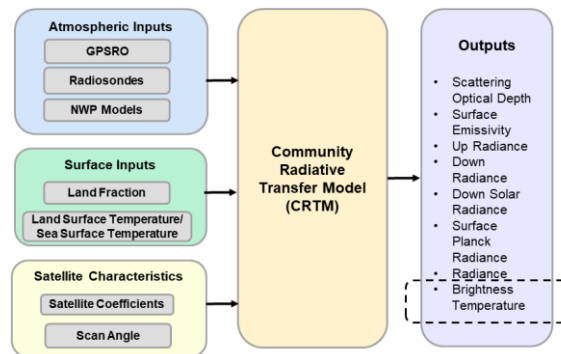 Atmospheric Inputs
GPSRO
Radiosondes
NWP Models
Surface Inputs
Land Fraction
Land Surface Temperature/
Sea Surface Temperature
Satellite Characteristics
Satellite Coefficients
Scan Angle
Community
Radiative
Transfer Model
(CRTM)
Outputs
• Scattering
Optical Depth
• Surface
Emissivity
• Up Radiance
• Down
Radiance
• Down Solar
Radiance
• Surface
Planck
Radiance
• Radiance
• Brightness
Temperature